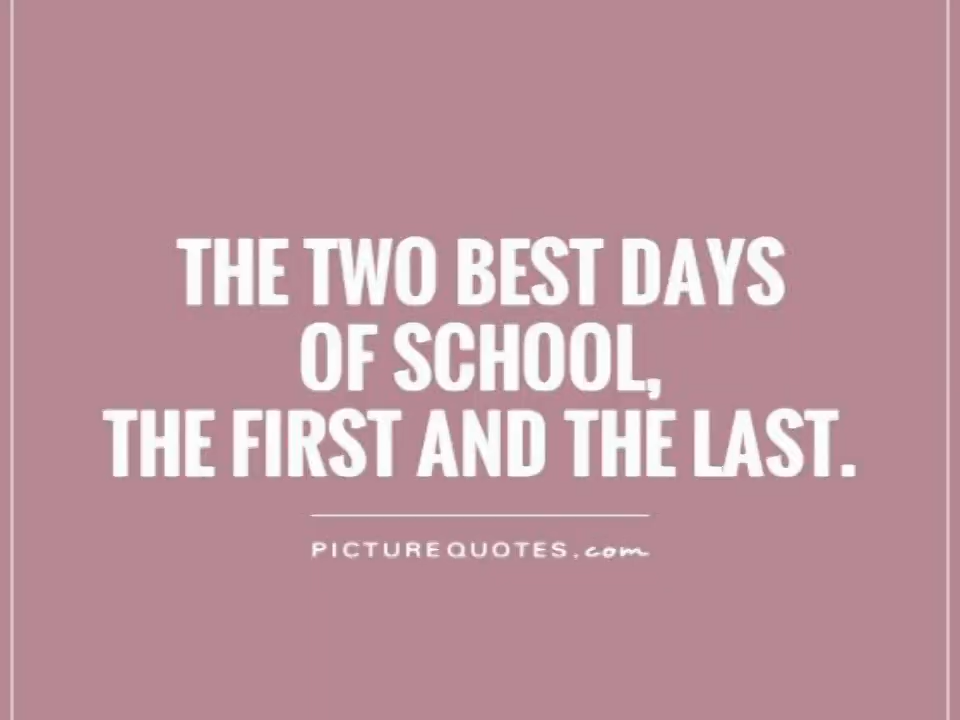 THE TWO BEST DAYS
OF SCHOOL,
THE FIRST AND THE LAST.
PICTUREQUOTES.com